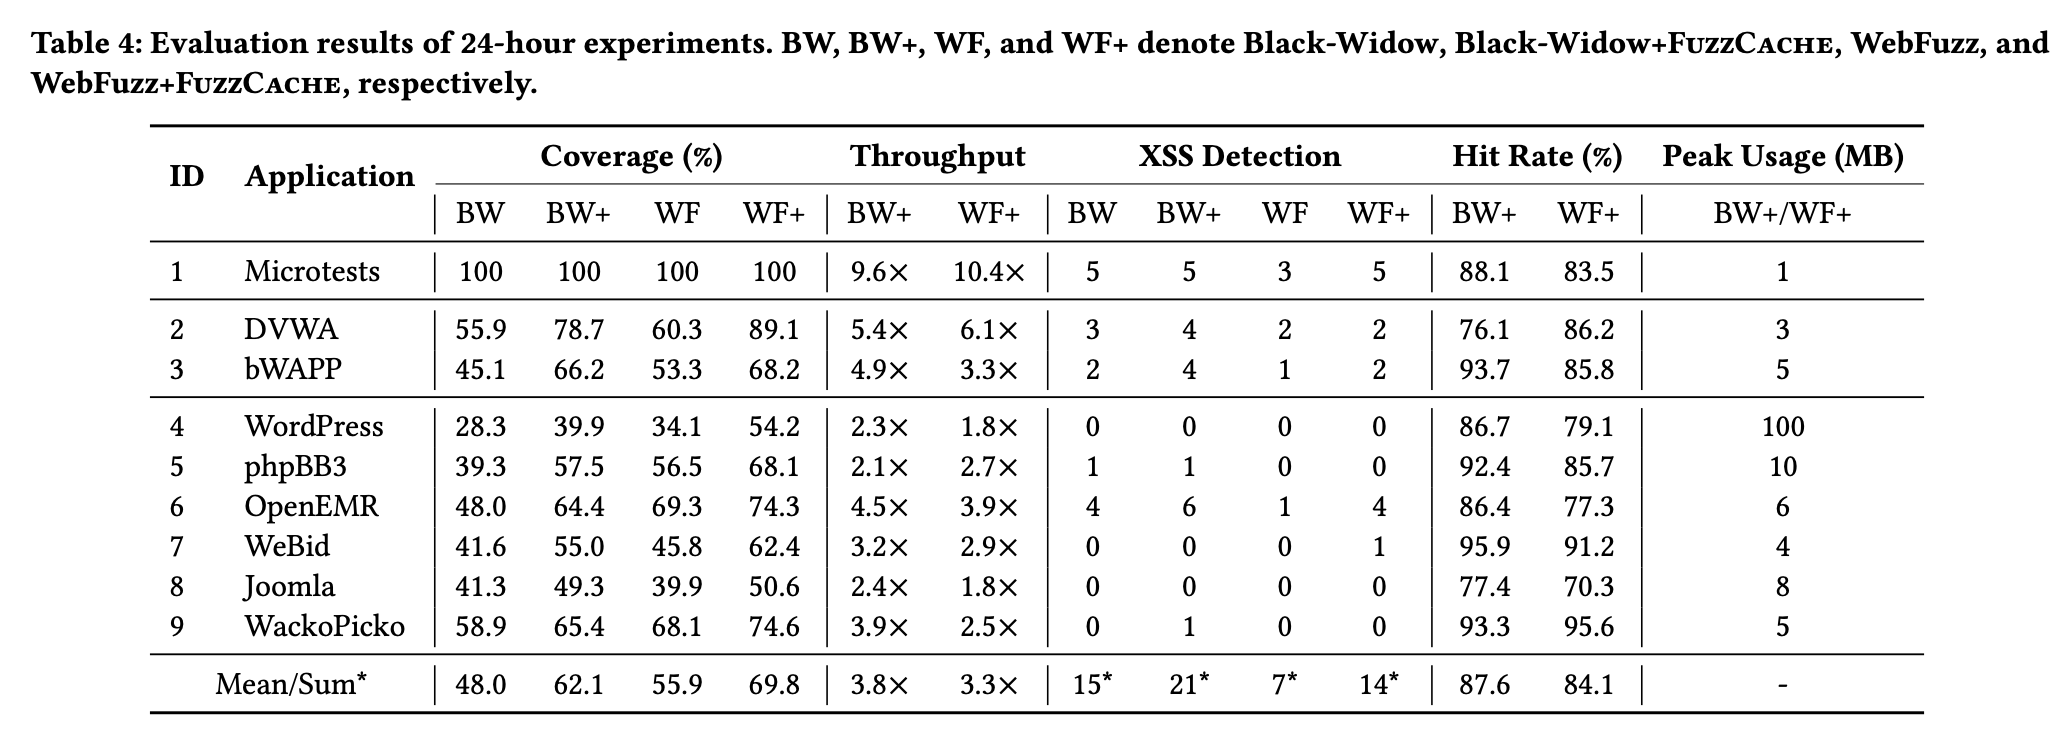 Table 4: Evaluation results of 24-hour experiments. BW, BW+, WF, and WF+ denote Black-Widow, Black-Widow+FuzzCache, WebFuzz, and
WebFuzz+FuzzCache, respectively.
ID Application Coverage (%) Throughput XSS Detection Hit Rate (%) Peak Usage (MB)
BW BW+ WF WF+ BW+ WF+ BW BW+ WF WF+ BW+ WF+ BW+/WF+
1 Microtests 100 100 100 100 9.6× 10.4× 5 5 3 5 88.1 83.5 1
2 DVWA 55.9 78.7 60.3 89.1 5.4× 6.1× 3 4 2 2 76.1 86.2 3
3 bWAPP 45.1 66.2 53.3 68.2 4.9× 3.3× 2 4 1 2 93.7 85.8 5
4 WordPress 28.3 39.9 34.1 54.2 2.3× 1.8× 0 0 0 0 86.7 79.1 100
5 phpBB3 39.3 57.5 56.5 68.1 2.1× 2.7× 1 1 0 0 92.4 85.7 10
6 OpenEMR 48.0 64.4 69.3 74.3 4.5× 3.9× 4 6 1 4 86.4 77.3 6
7 WeBid 41.6 55.0 45.8 62.4 3.2× 2.9× 0 0 0 1 95.9 91.2 4
8 Joomla 41.3 49.3 39.9 50.6 2.4× 1.8× 0 0 0 0 77.4 70.3 8
9 WackoPicko 58.9 65.4 68.1 74.6 3.9× 2.5× 0 1 0 0 93.3 95.6 5
Mean/Sum* 48.0 62.1 55.9 69.8 3.8× 3.3× 15* 21* 7* 14* 87.6 84.1 -